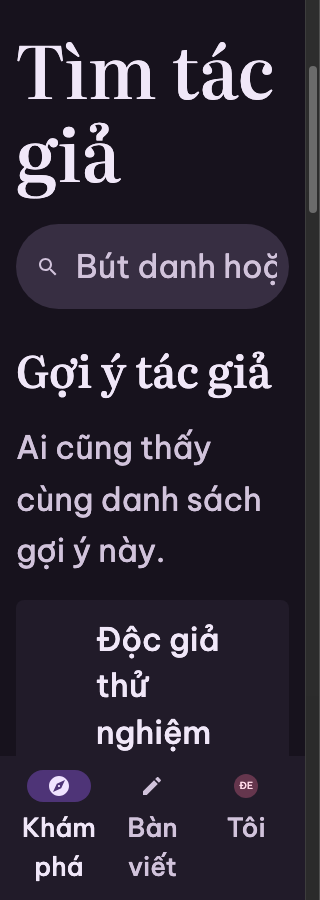 Tìm tác
giả
Bút danh hoặ
Gợi ý tác giả
Ai cũng thấy
cùng danh sách
gợi ý này.
Độc giả
thử
nghiệm
ĐE
Khám
phá
Bàn
viết
Tôi